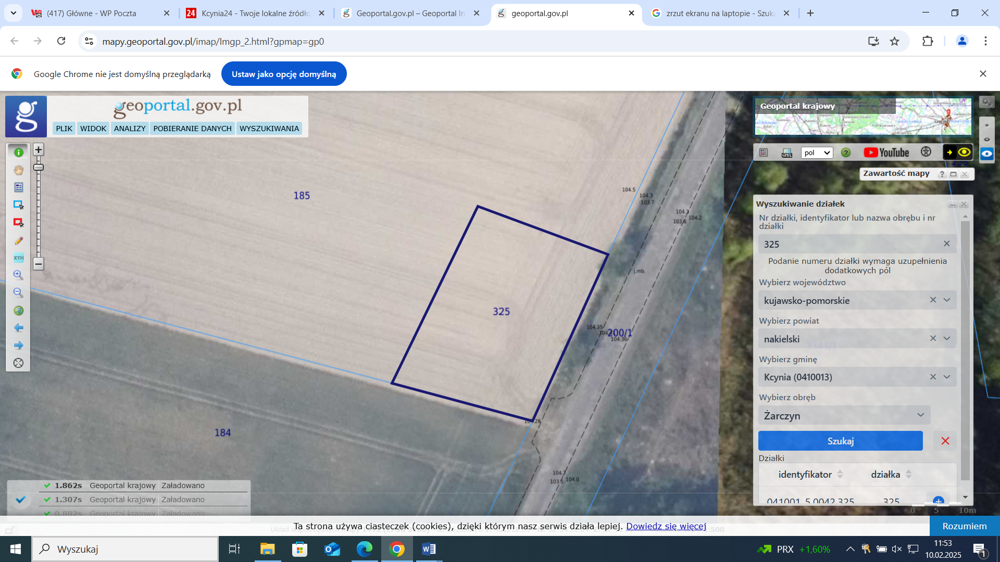 (417) Główne - WP Poczta
24 Kcynia24 - Twoje lokalne źródło
Geoportal.gov.pl – Geoportal In
geoportal.gov.pl
zrzut ekranu na laptopie - Szuka
mapy.geoportal.gov.pl/imap/Imgp_2.html?gpmap=gp0
Google Chrome nie jest domyślną przeglądarką
Ustaw jako opcję domyślną
geoportal.gov.pl
PLIK WIDOK ANALIZY POBIERANIE DANYCH WYSZUKIWANIA
Geoportal krajowy
pol
YouTube
Zawartość mapy
XYH
185
104.5
104.3
103.7
104.3
104.2
103.6
j.mb.
325
104.35
200/1
104.36
184
104.2
103.5 104.0
Wyszukiwanie działek
Nr działki, identyfikator lub nazwa obrębu i nr
działki
325
Podanie numeru działki wymaga uzupełnienia
dodatkowych pól
Wybierz województwo
kujawsko-pomorskie
Wybierz powiat
nakielski
3343/1
Wybierz gminę
Kcynia (0410013)
Wybierz obręb
Żarczyn
Szukaj
Działki
identyfikator działka
041001_5.0042.325 325
0 5 10m
1.862s Geoportal krajowy Załadowano
1.307s Geoportal krajowy Załadowano
0.882s Geoportal krajowy Załadowano
Ta strona używa ciasteczek (cookies), dzięki którym nasz serwis działa lepiej. Dowiedz się więcej
Rozumiem
Wyszukaj
PRX +1,60%
11:53
10.02.2025
1